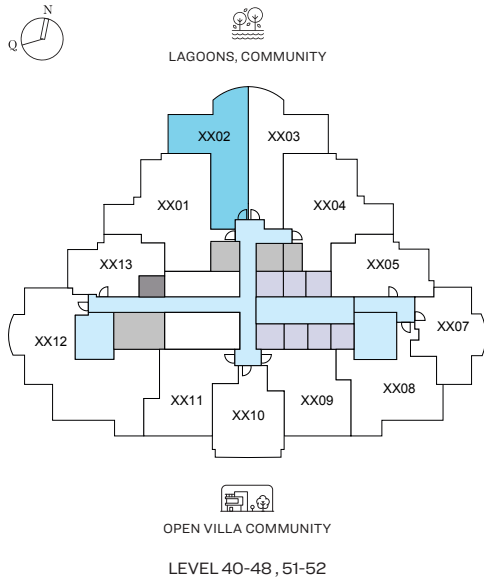 N
Q
LAGOONS, COMMUNITY
XX02
XX03
XX01
XX04
XX13
XX05
XX12
XX07
XX11
XX10
XX09
XX08
OPEN VILLA COMMUNITY
LEVEL 40-48 , 51-52